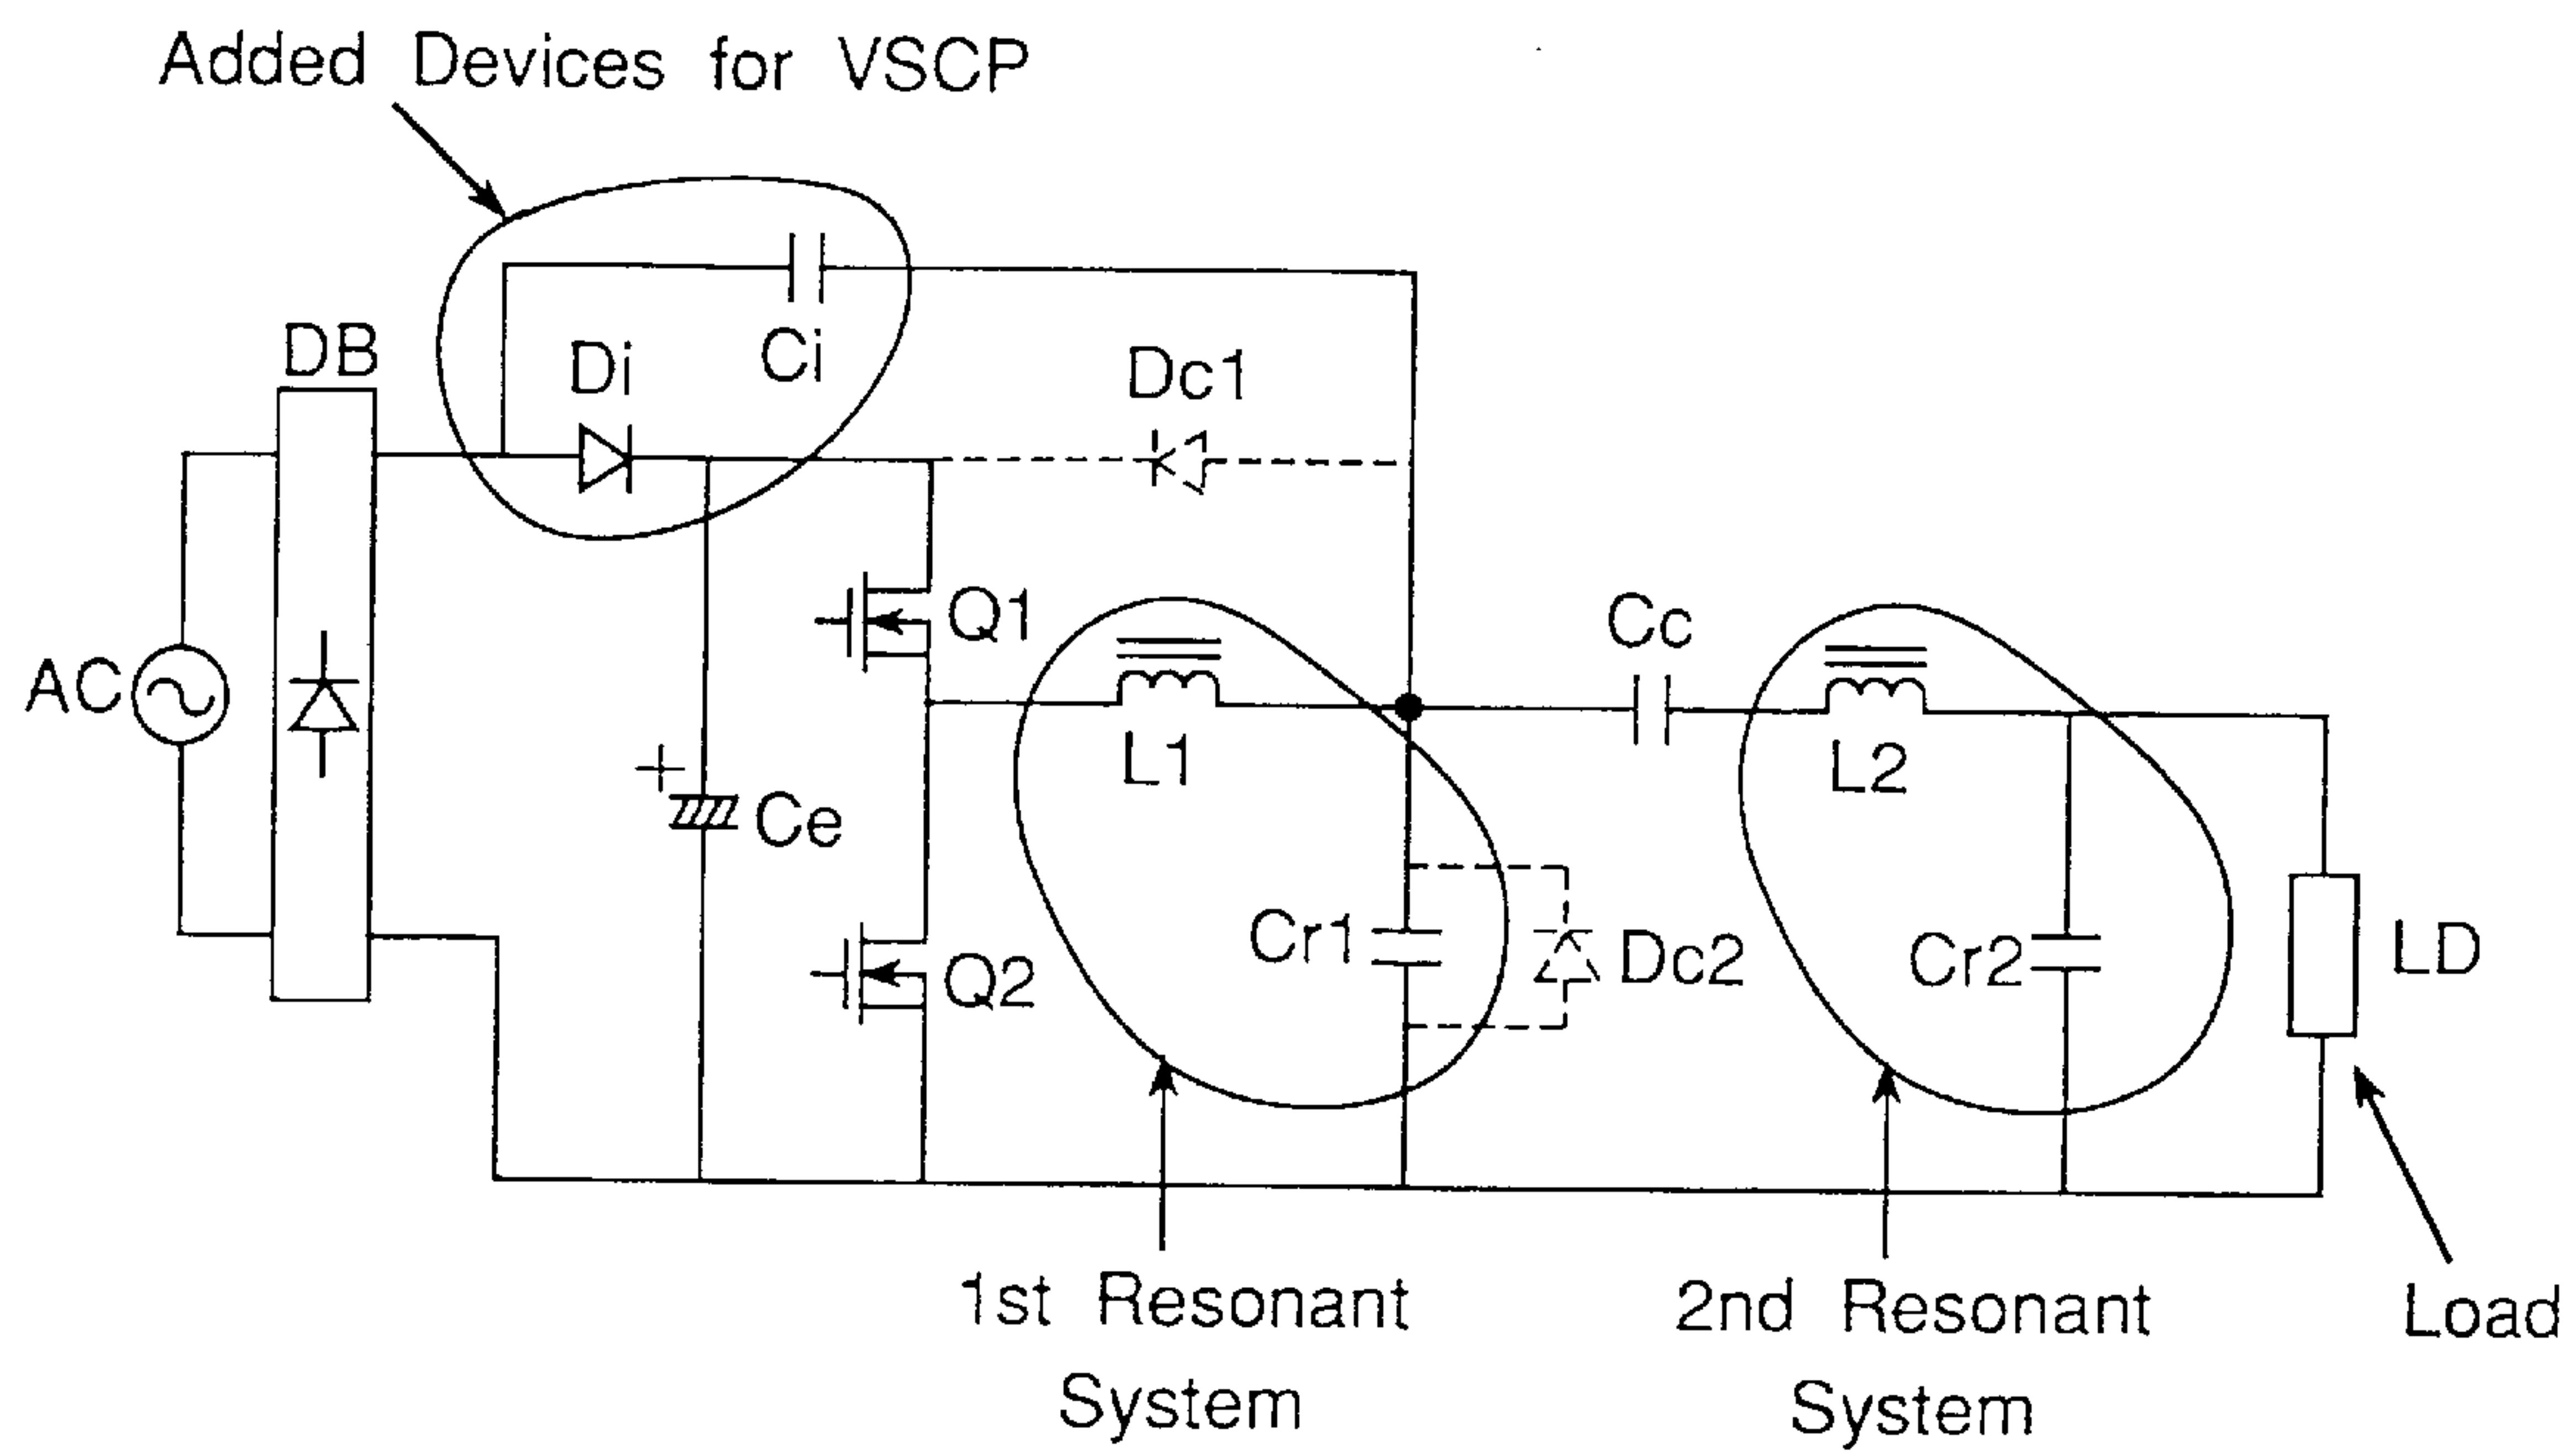 Added Devices for VSCP
DB
Di
Ci
Dc1
AC
Q1
Cc
L1
L2
+
Ce
Q2
Cr1
Dc2
Cr2
LD
1st Resonant
System
2nd Resonant
System
Load